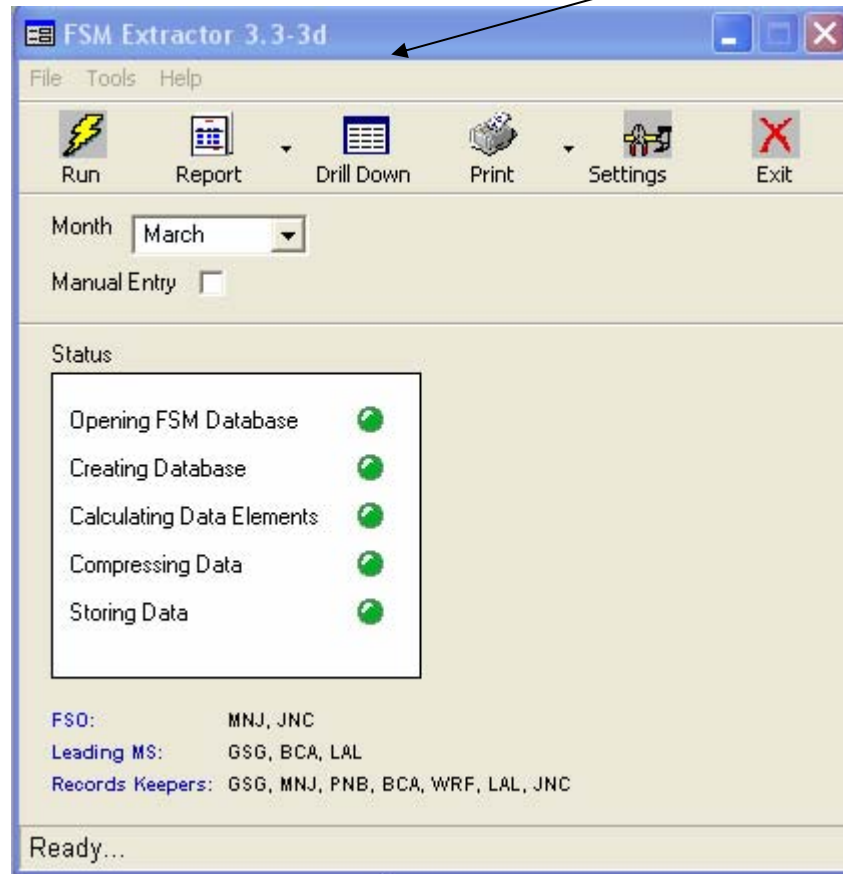 FSM Extractor 3.3-3d
File Tools Help
Run Report Drill Down Print Settings Exit
Month March
Manual Entry
Status
Opening FSM Database
Creating Database
Calculating Data Elements
Compressing Data
Storing Data
FSO: MNJ, JNC
Leading MS: GSG, BCA, LAL
Records Keepers: GSG, MNJ, PNB, BCA, WRF, LAL, JNC
Ready...